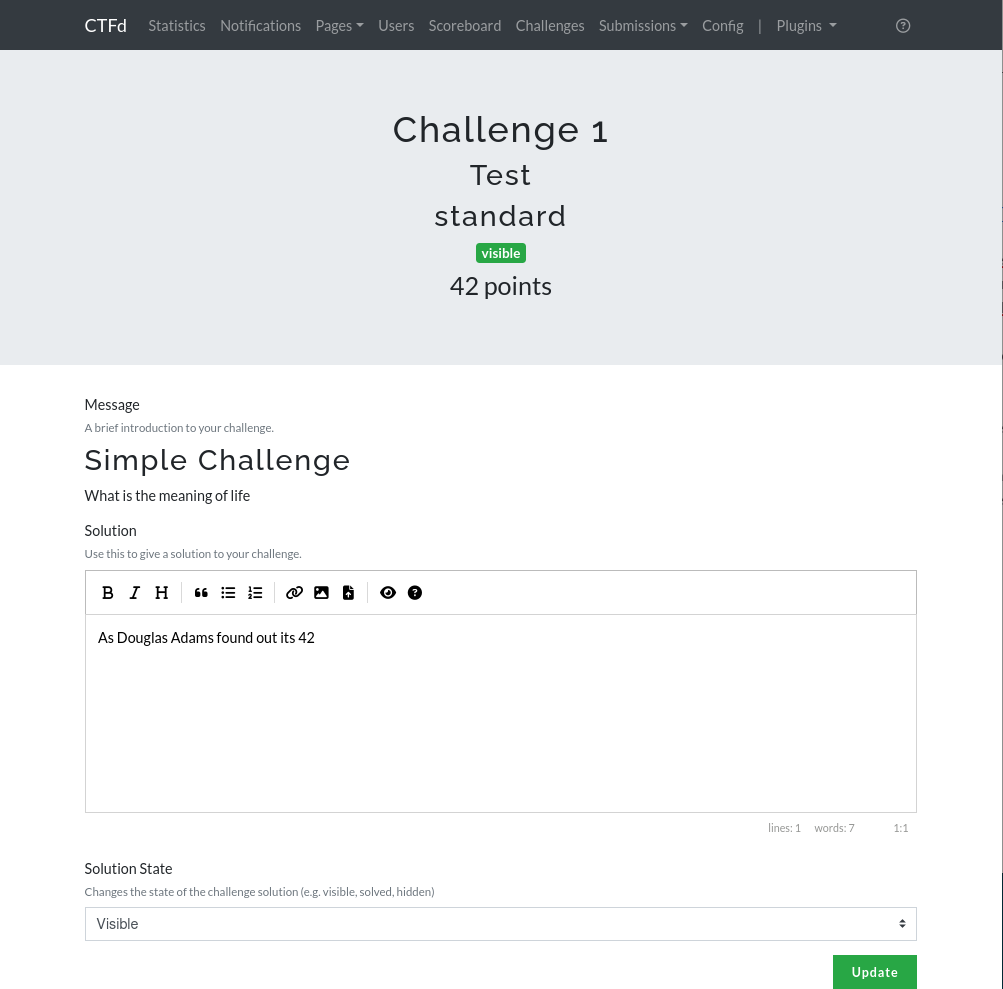 CTFd Statistics Notifications Pages Users Scoreboard Challenges Submissions Config | Plugins
Challenge 1
Test
standard
visible
42 points
Message
A brief introduction to your challenge.
Simple Challenge
What is the meaning of life
Solution
Use this to give a solution to your challenge.
B I H
As Douglas Adams found out its 42
lines: 1 words: 7 1:1
Solution State
Changes the state of the challenge solution (e.g. visible, solved, hidden)
Visible
Update